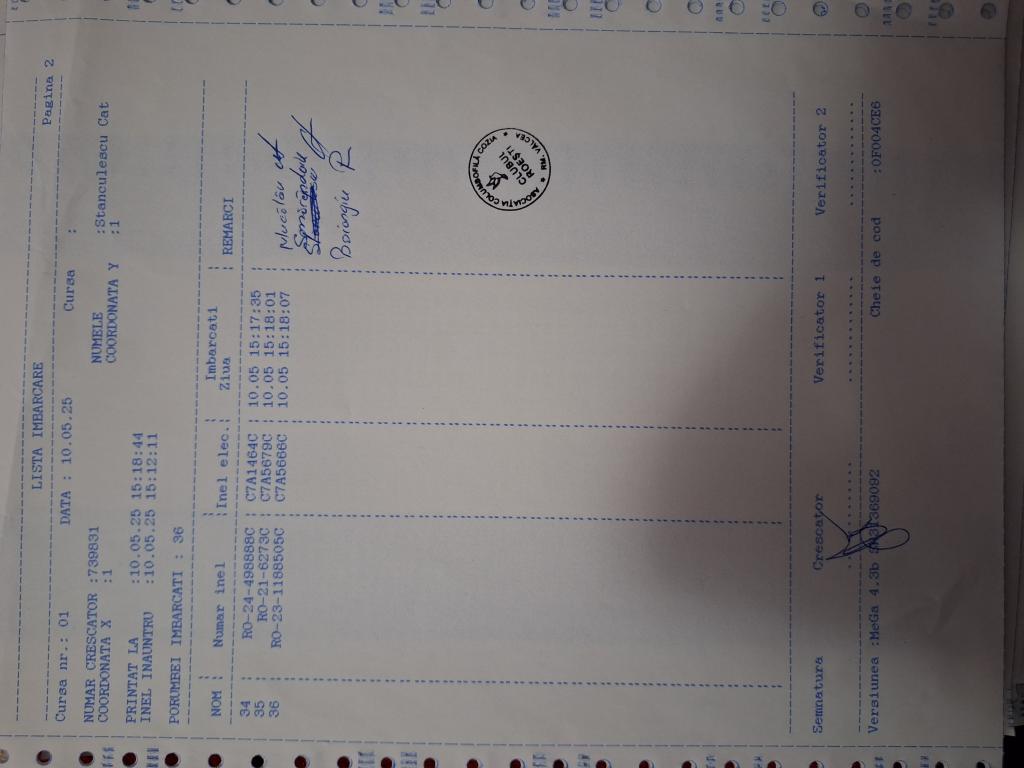 LISTA IMBARCARE
Cursa nr.: 01 DATA : 10.05.25 Cursa : Pagina 2
NUMAR CRESCATOR :739831 NUMELE :Stanculescu Cat
COORDONATA X :1 COORDONATA Y :1
PRINTAT LA :10.05.25 15:18:44
INEL INAUNTRU :10.05.25 15:12:11
PORUMBEI IMBARCATI : 36
NOM : Numar inel : Inel elec.: Imbarcati Ziua : REMARCI
34 RO-24-498888C : C7A1464C : 10.05 15:17:35
35 RO-21-6273C : C7A5679C : 10.05 15:18:01
36 RO-23-1188505C : C7A5666C : 10.05 15:18:07
ASOCIATIA COLUMBOFILĂ COZIA * RM. VALCEA *
CLUBUL
ROESTI
Semnatura Crescator Verificator 1 Verificator 2
Versiunea :MeGa 4.3b Cheie de cod :0F004CE6